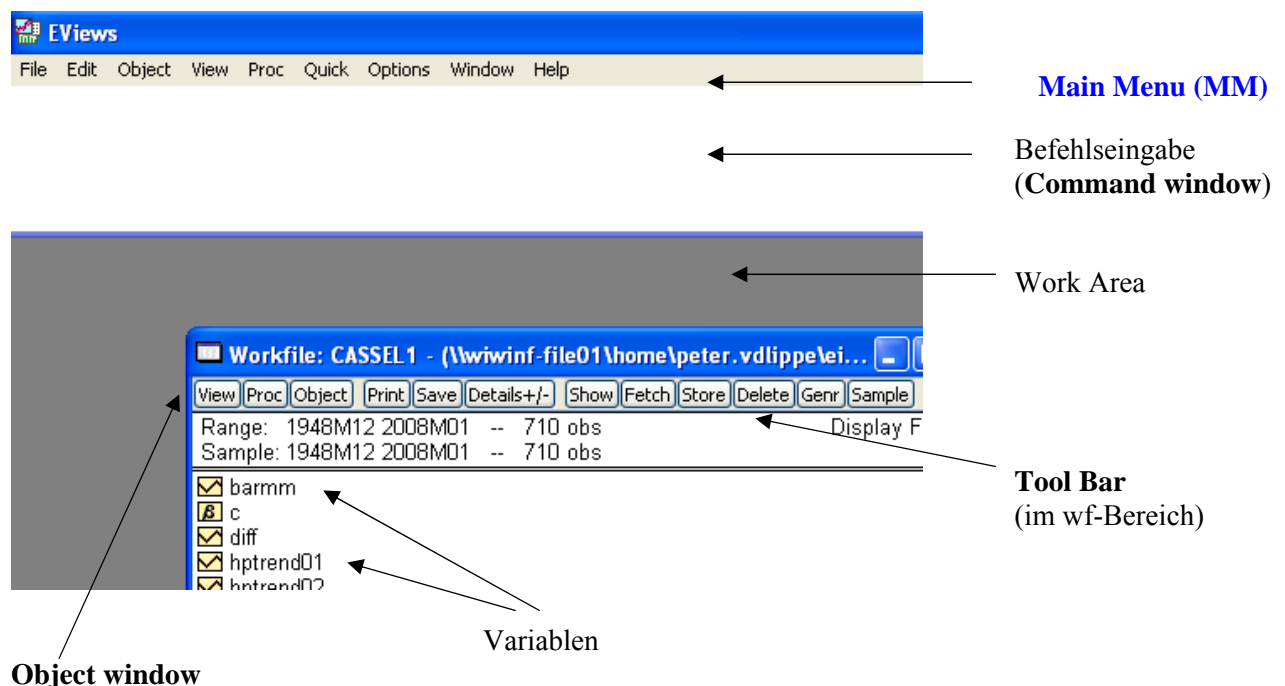 EViews
File Edit Object View Proc Quick Options Window Help
Main Menu (MM)
Befehlseingabe
(Command window)
Work Area
Workfile: CASSEL1 - (\\wiwinf-file01\home\peter.vdlippe\ei...
View Proc Object Print Save Details+/- Show Fetch Store Delete Genr Sample
Range: 1948M12 2008M01 -- 710 obs Display F
Sample: 1948M12 2008M01 -- 710 obs
barmm
β c
diff
hptrend01
hptrend02
Tool Bar
(im wf-Bereich)
Variablen
Object window